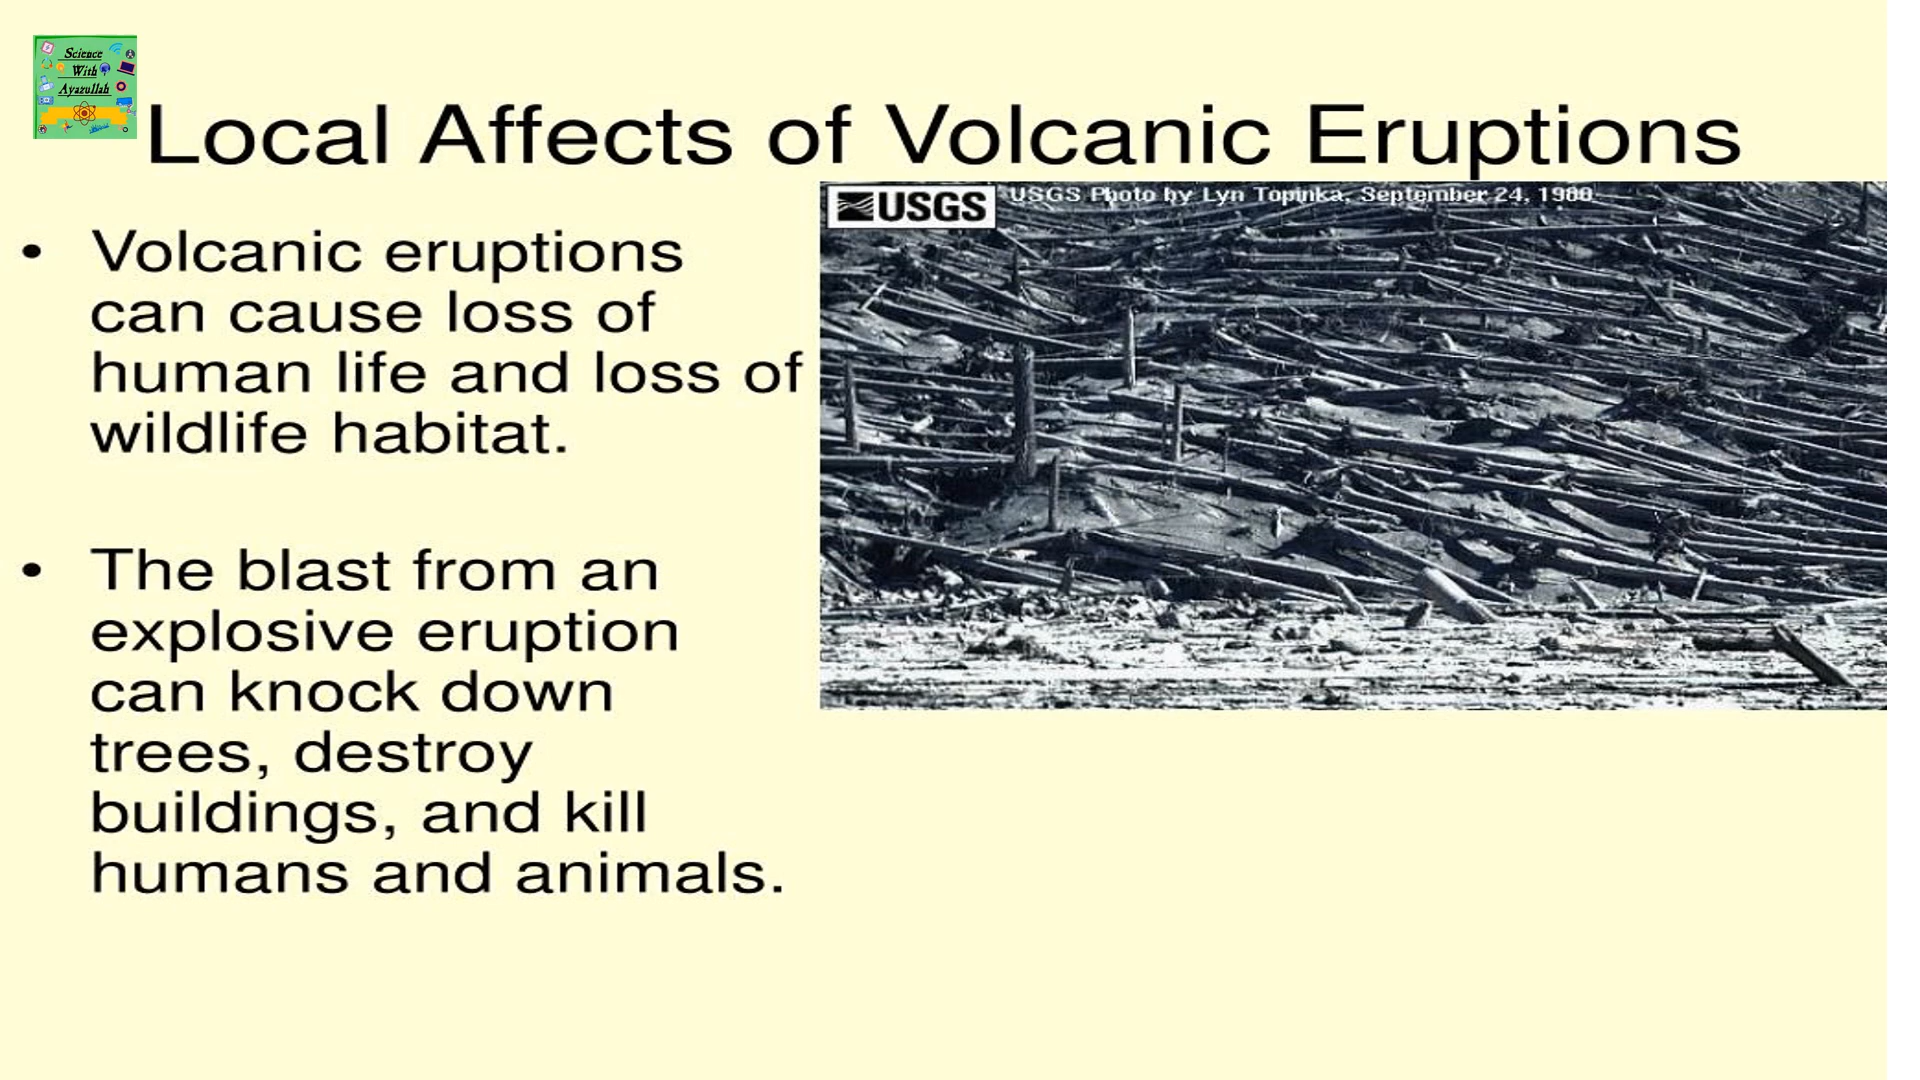 Science
With
Ayazullah
Local Affects of Volcanic Eruptions
USGS
USGS Photo by Lyn Topinka, September 24, 1980
• Volcanic eruptions
can cause loss of
human life and loss of
wildlife habitat.
• The blast from an
explosive eruption
can knock down
trees, destroy
buildings, and kill
humans and animals.